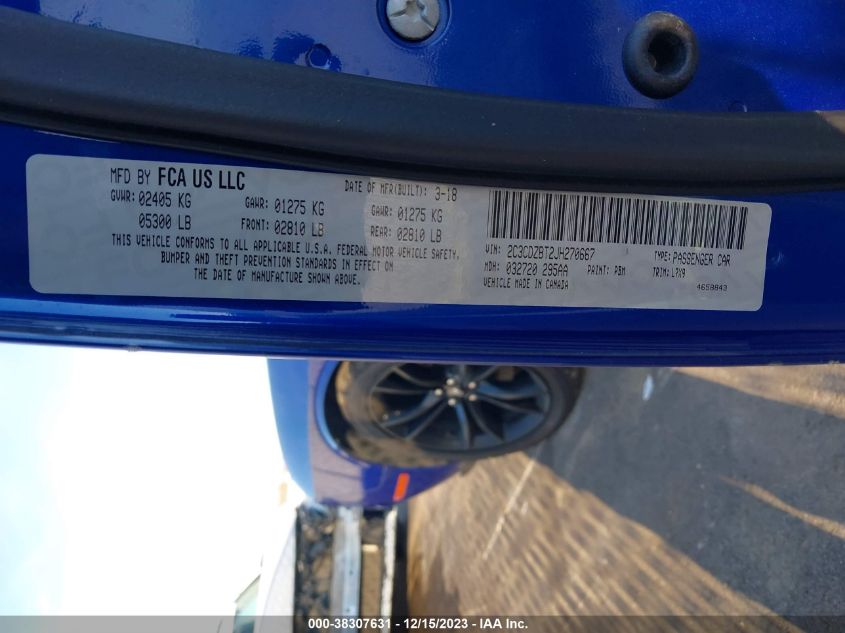 MFD BY FCA US LLC
DATE OF MFR(BUILT): 3-18
GVWR: 02405 KG
05300 LB
GAWR: 01275 KG
FRONT: 02810 LB
GAWR: 01275 KG
REAR: 02810 LB
THIS VEHICLE CONFORMS TO ALL APPLICABLE U.S.A. FEDERAL MOTOR VEHICLE SAFETY,
BUMPER AND THEFT PREVENTION STANDARDS IN EFFECT ON
THE DATE OF MANUFACTURE SHOWN ABOVE.
VIN: 2C3CDZBT2JH270667
TYPE: PASSENGER CAR
MDH: 032720 295AA
PAINT: PBM
TRIM: L7X9
VEHICLE MADE IN CANADA
4658843
000-38307631 - 12/15/2023 - IAA Inc.